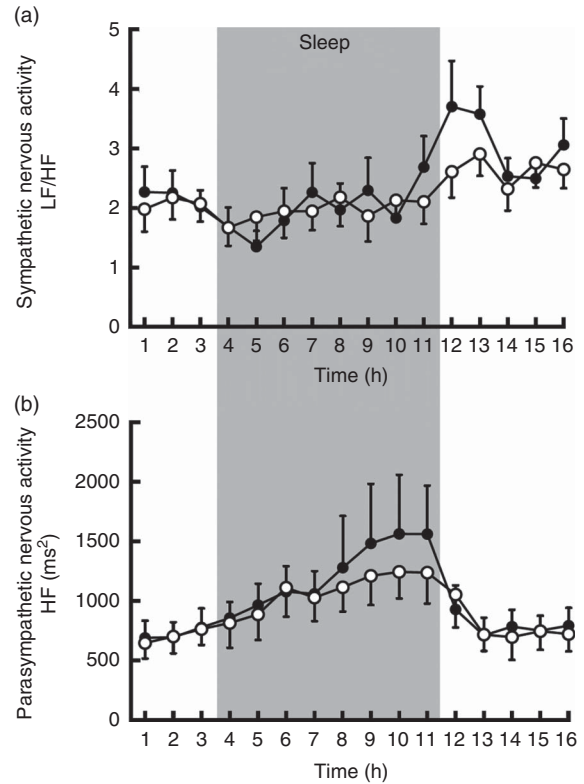 (a)
Sleep
Sympathetic nervous activity
LF/HF
5
4
3
2
1
0
1 2 3 4 5 6 7 8 9 10 11 12 13 14 15 16
Time (h)
(b)
Parasympathetic nervous activity
HF (ms²)
2500
2000
1500
1000
500
0
1 2 3 4 5 6 7 8 9 10 11 12 13 14 15 16
Time (h)